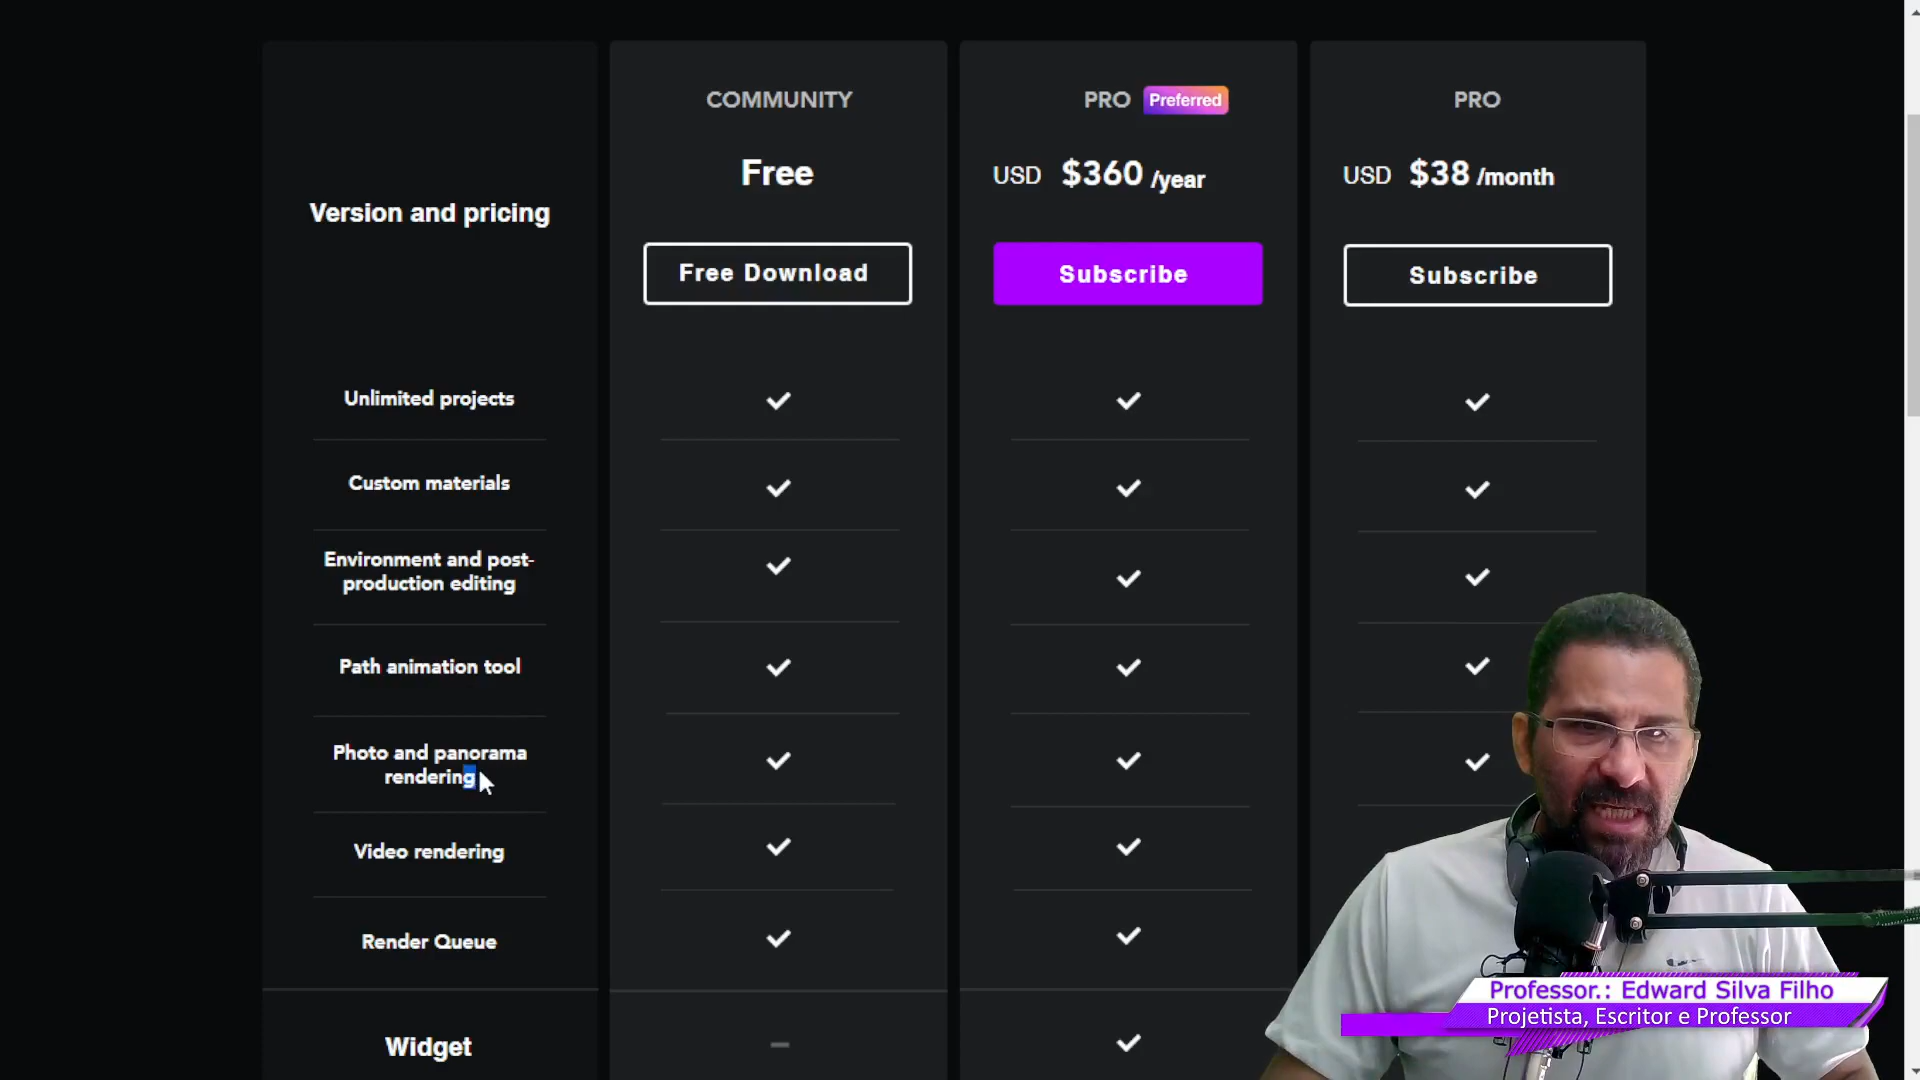 COMMUNITY
PRO Preferred
PRO
Version and pricing
Free
USD $360 /year
USD $38 /month
Free Download
Subscribe
Subscribe
Unlimited projects
Custom materials
Environment and post-
production editing
Path animation tool
Photo and panorama
rendering
Video rendering
Render Queue
Widget
Professor.: Edward Silva Filho
Projetista, Escritor e Professor